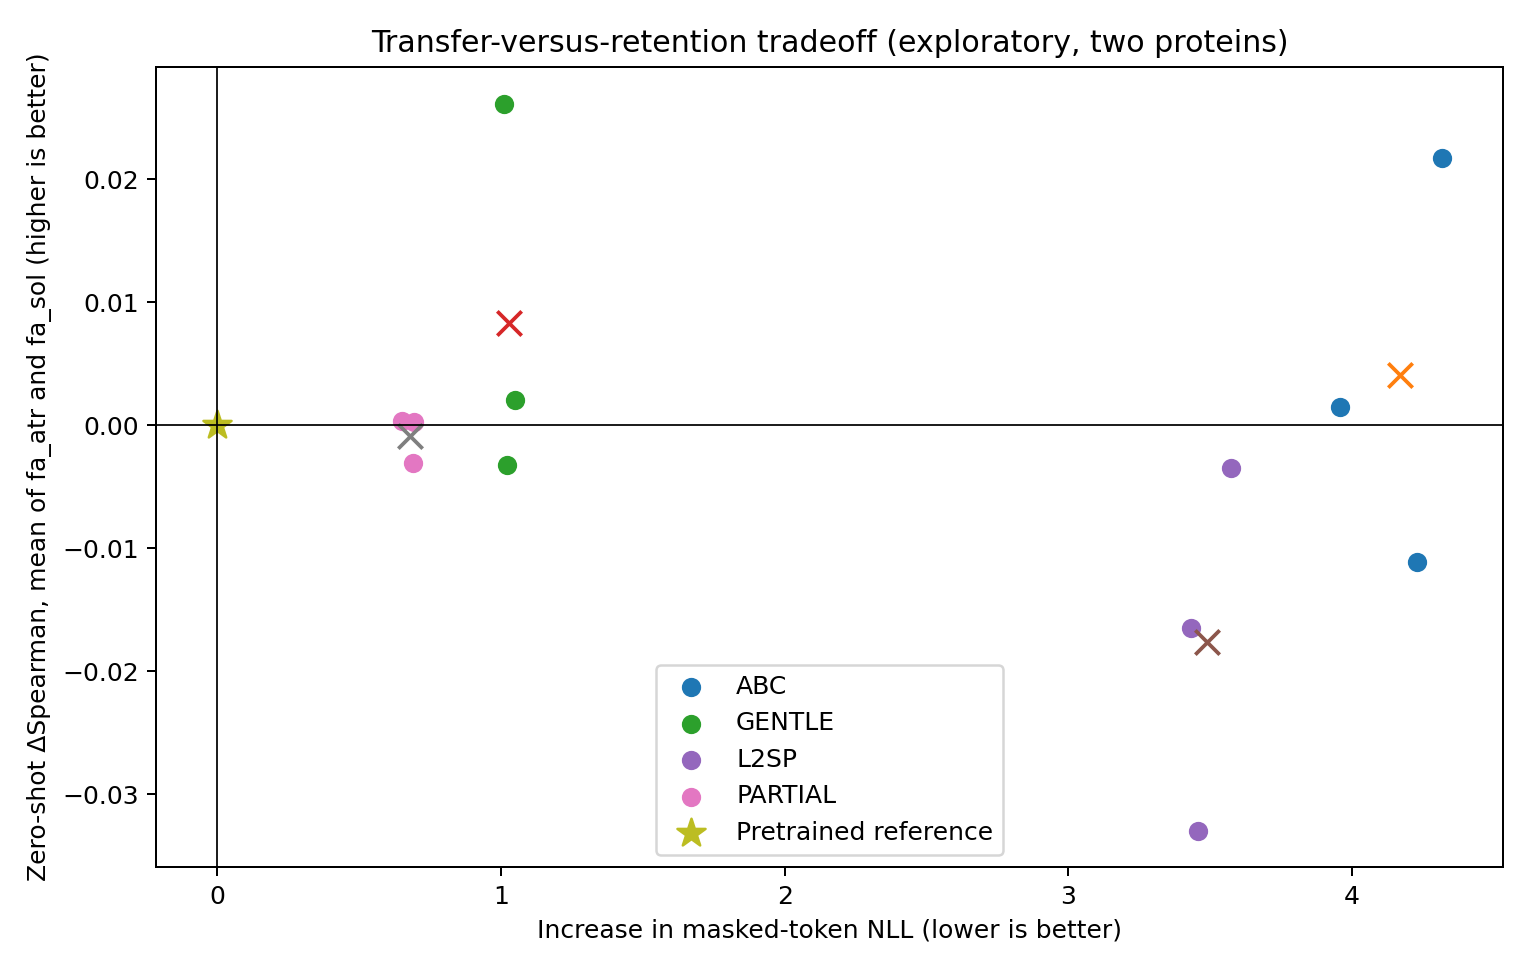 Transfer-versus-retention tradeoff (exploratory, two proteins)
Zero-shot ΔSpearman, mean of fa_atr and fa_sol (higher is better)
0.02
0.01
0.00
−0.01
−0.02
−0.03
ABC
GENTLE
L2SP
PARTIAL
Pretrained reference
0 1 2 3 4
Increase in masked-token NLL (lower is better)